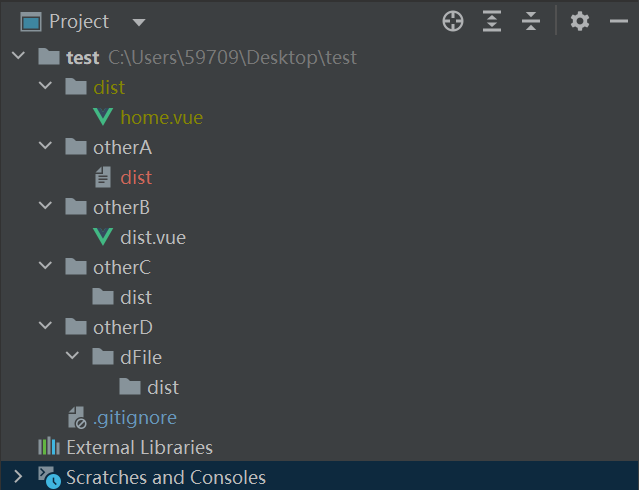 Project
test C:\Users\59709\Desktop\test
dist
home.vue
otherA
dist
otherB
dist.vue
otherC
dist
otherD
dFile
dist
.gitignore
External Libraries
Scratches and Consoles